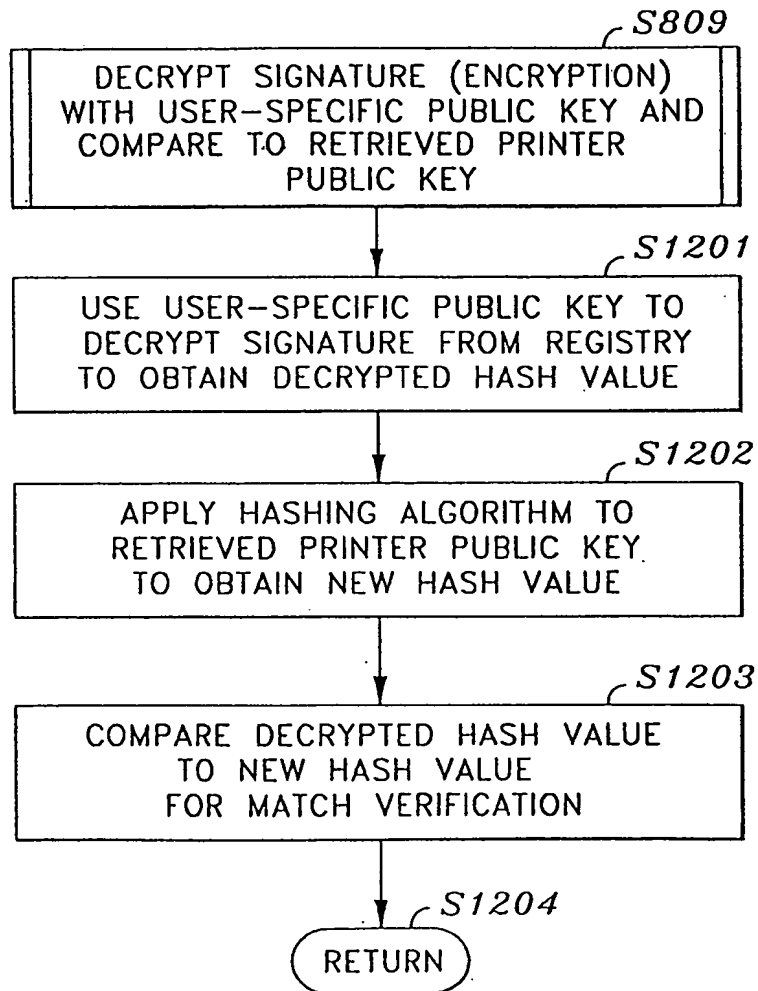 S809
DECRYPT SIGNATURE (ENCRYPTION)
WITH USER-SPECIFIC PUBLIC KEY AND
COMPARE TO RETRIEVED PRINTER
PUBLIC KEY
S1201
USE USER-SPECIFIC PUBLIC KEY TO
DECRYPT SIGNATURE FROM REGISTRY
TO OBTAIN DECRYPTED HASH VALUE
S1202
APPLY HASHING ALGORITHM TO
RETRIEVED PRINTER PUBLIC KEY
TO OBTAIN NEW HASH VALUE
S1203
COMPARE DECRYPTED HASH VALUE
TO NEW HASH VALUE
FOR MATCH VERIFICATION
S1204
RETURN